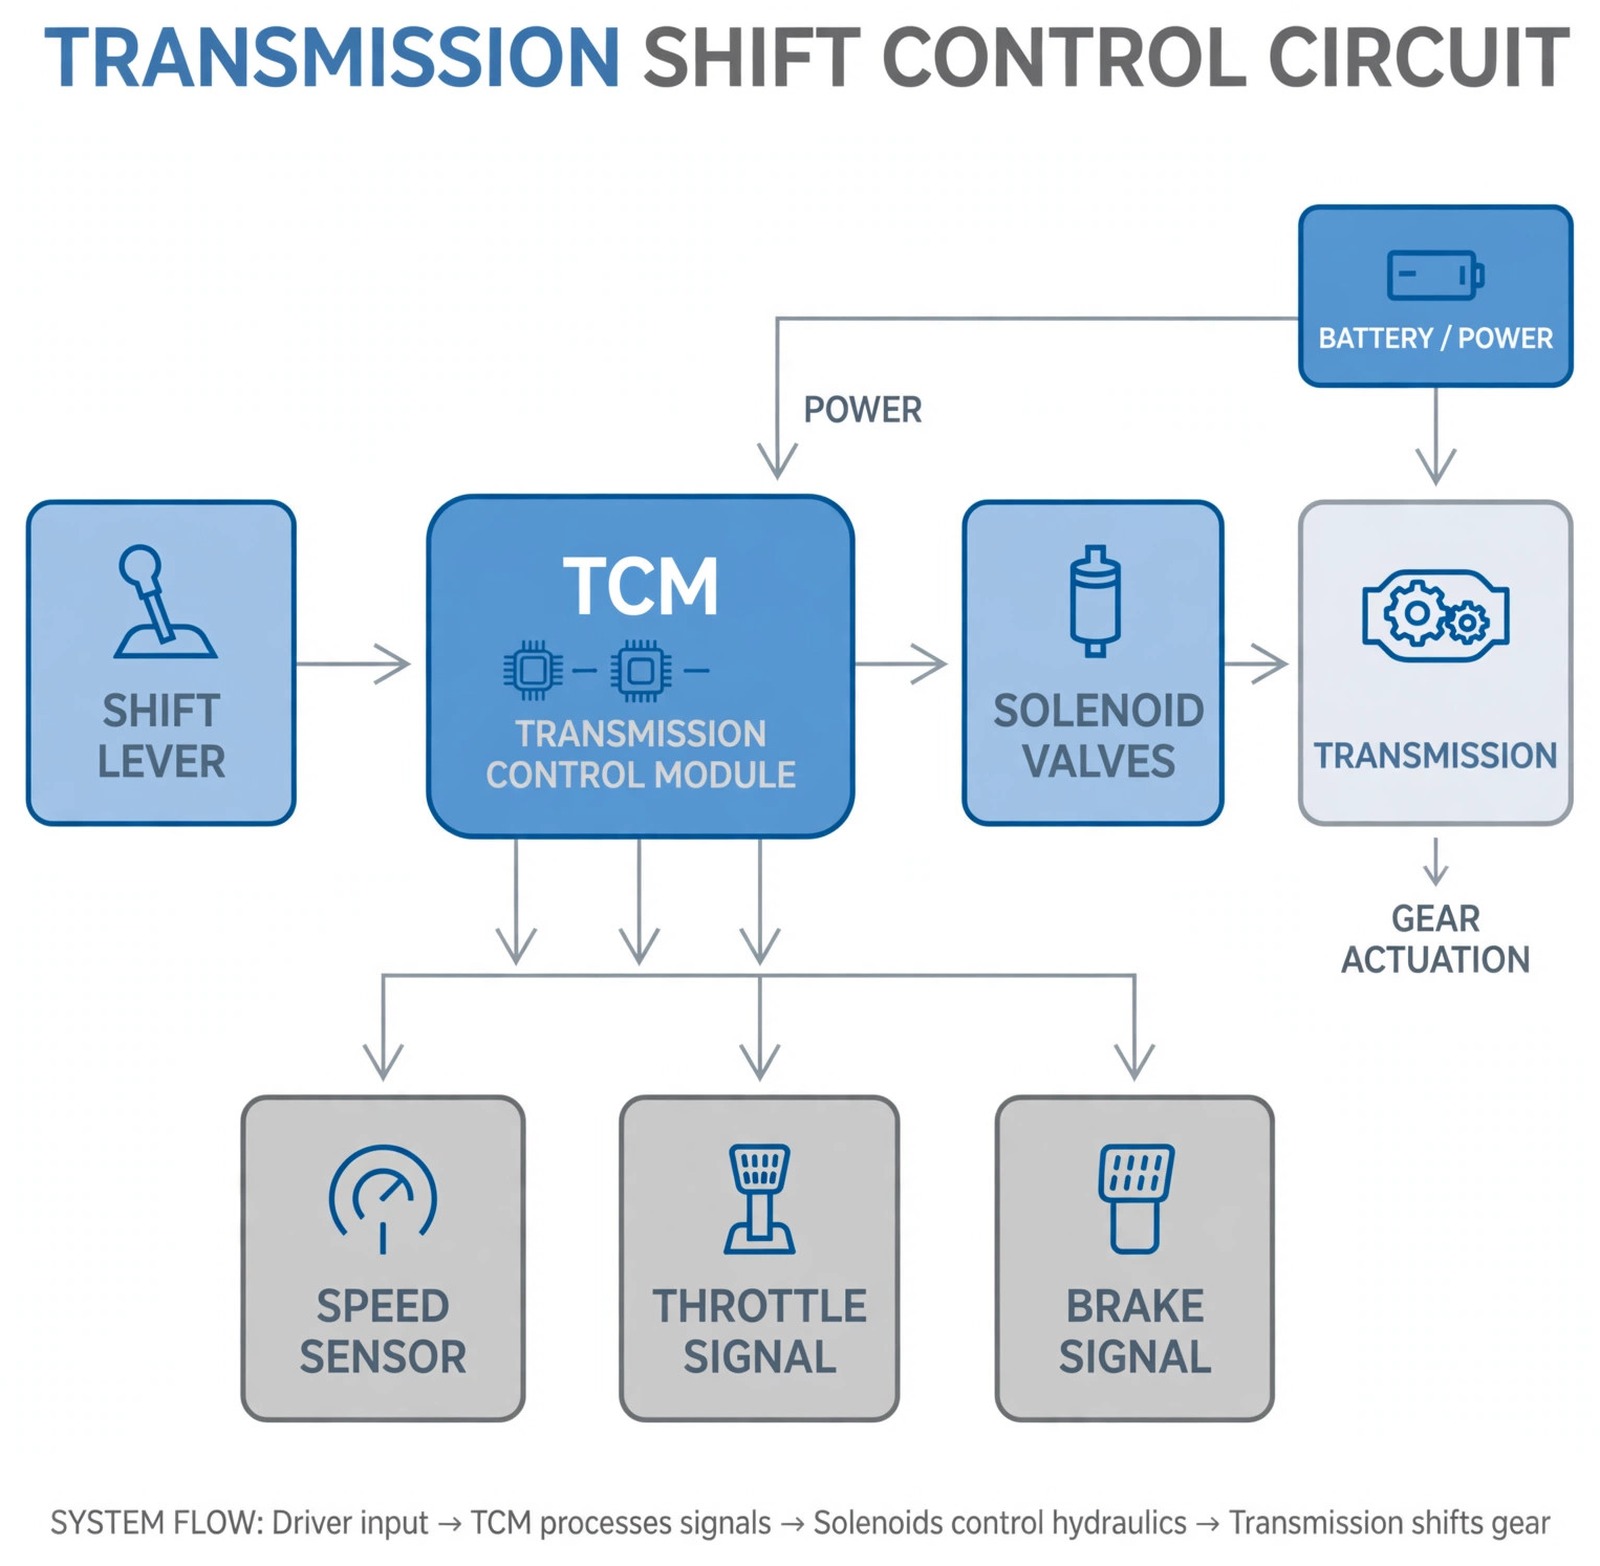 TRANSMISSION SHIFT CONTROL CIRCUIT
BATTERY / POWER
POWER
SHIFT
LEVER
TCM
TRANSMISSION
CONTROL MODULE
SOLENOID
VALVES
TRANSMISSION
GEAR
ACTUATION
SPEED
SENSOR
THROTTLE
SIGNAL
BRAKE
SIGNAL
SYSTEM FLOW: Driver input → TCM processes signals → Solenoids control hydraulics → Transmission shifts gear